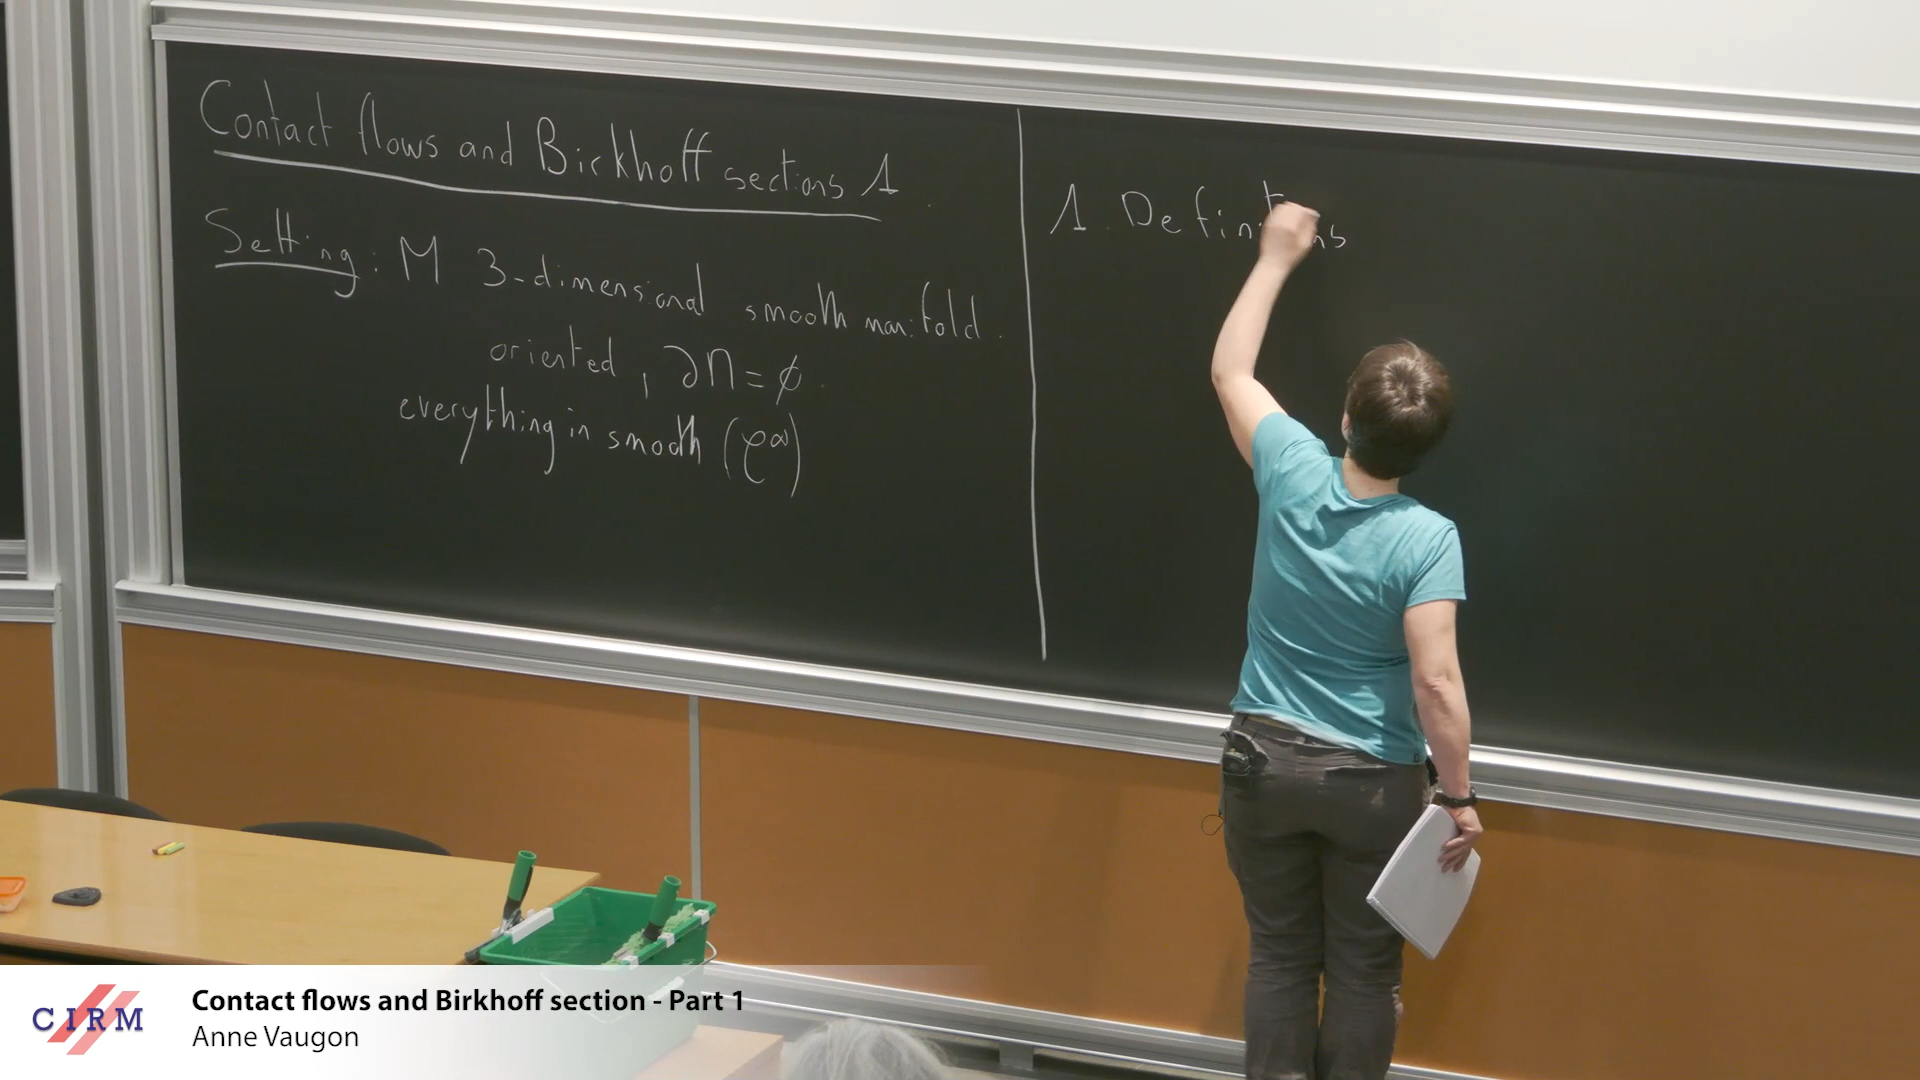 Contact flows and Birkhoff sections 1
Setting: M 3-dimensional smooth manifold.
oriented, ∂M = ∅.
everything in smooth (C∞)
1. Definitions
Contact flows and Birkhoff section - Part 1
CIRM
Anne Vaugon